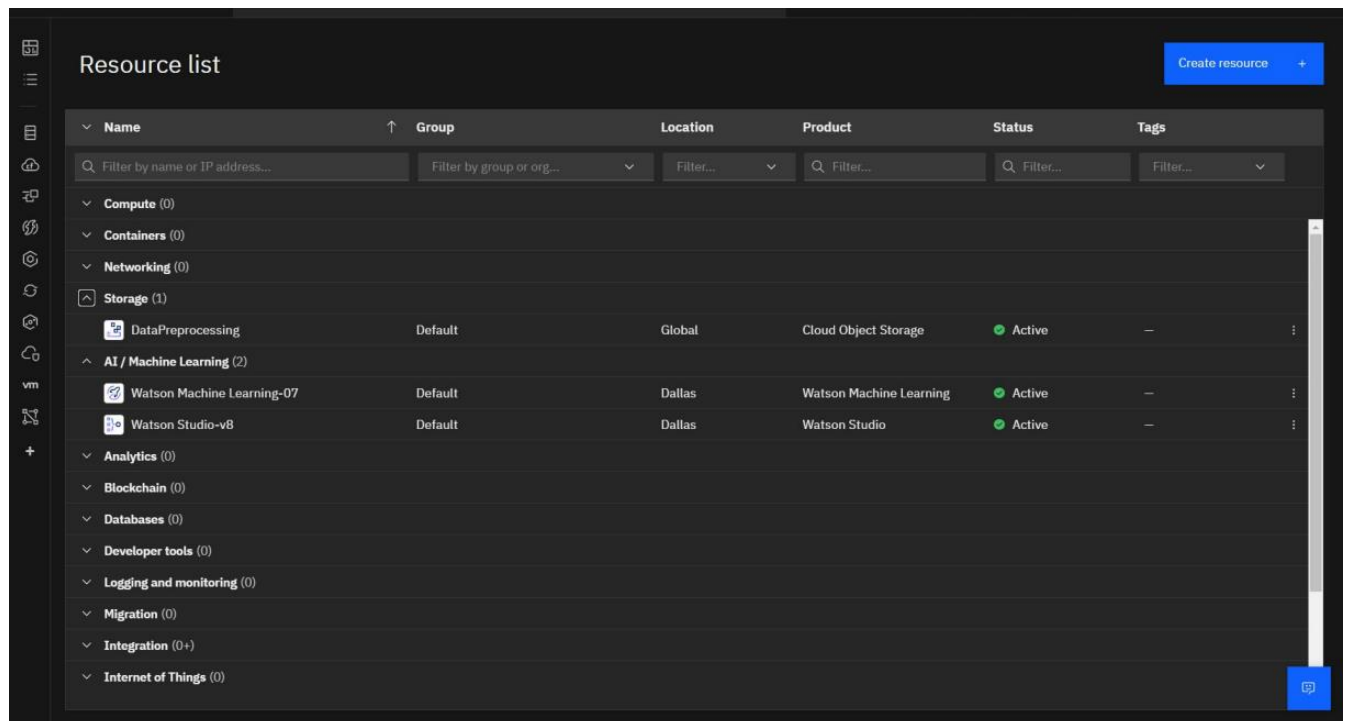 Resource list
Create resource +
Name Group Location Product Status Tags
Filter by name or IP address... Filter by group or org... Filter... Filter... Filter... Filter...
Compute (0)
Containers (0)
Networking (0)
Storage (1)
DataPreprocessing Default Global Cloud Object Storage Active –
AI / Machine Learning (2)
Watson Machine Learning-07 Default Dallas Watson Machine Learning Active –
Watson Studio-v8 Default Dallas Watson Studio Active –
vm
Analytics (0)
Blockchain (0)
Databases (0)
Developer tools (0)
Logging and monitoring (0)
Migration (0)
Integration (0+)
Internet of Things (0)